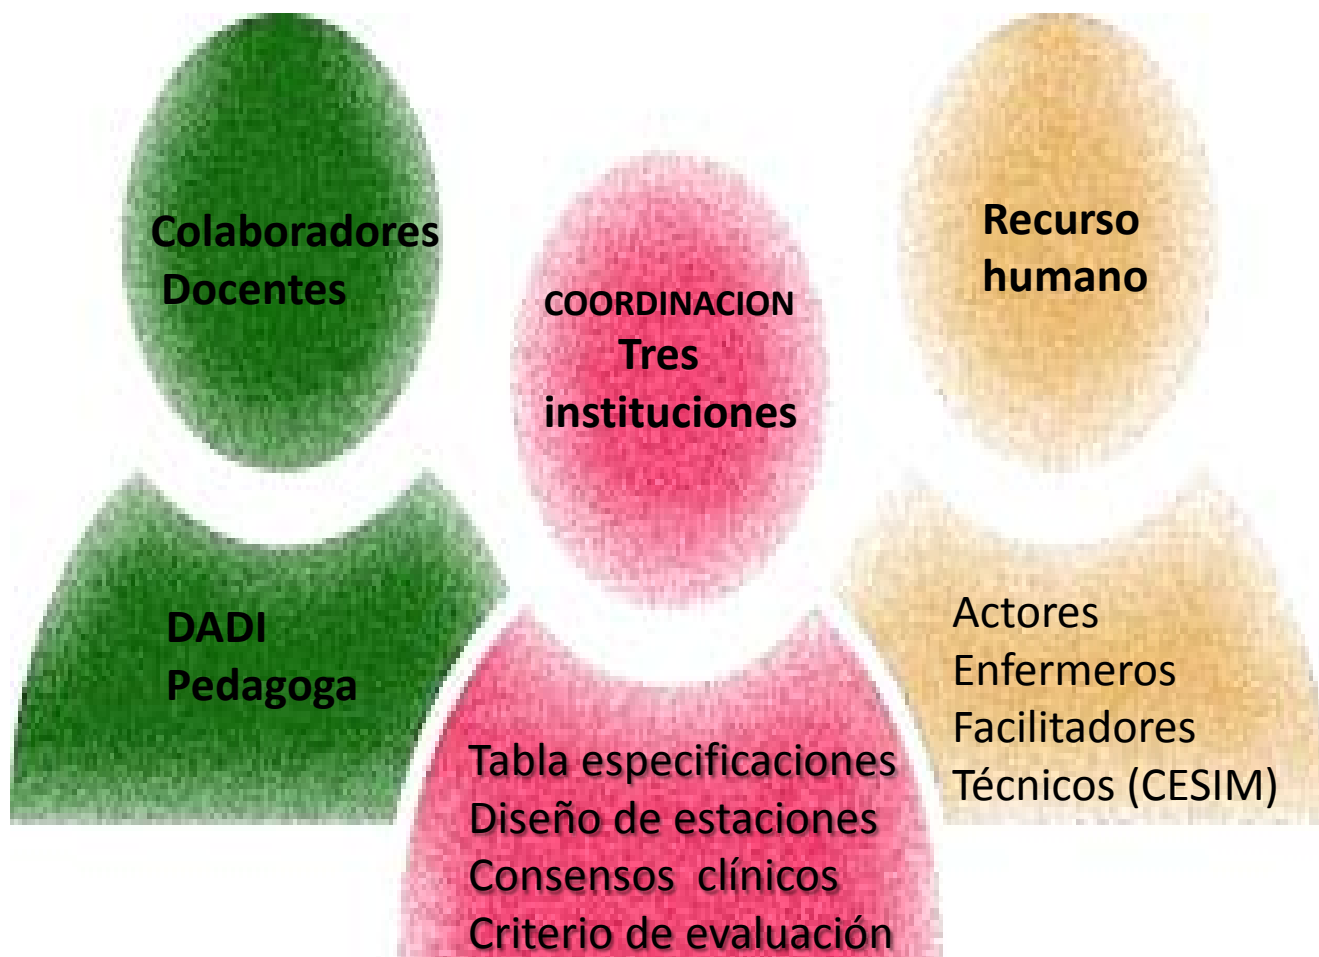 Colaboradores
Docentes
DADI
Pedagoga
COORDINACION
Tres
instituciones
Tabla especificaciones
Diseño de estaciones
Consensos clínicos
Criterio de evaluación
Recurso
humano
Actores
Enfermeros
Facilitadores
Técnicos (CESIM)